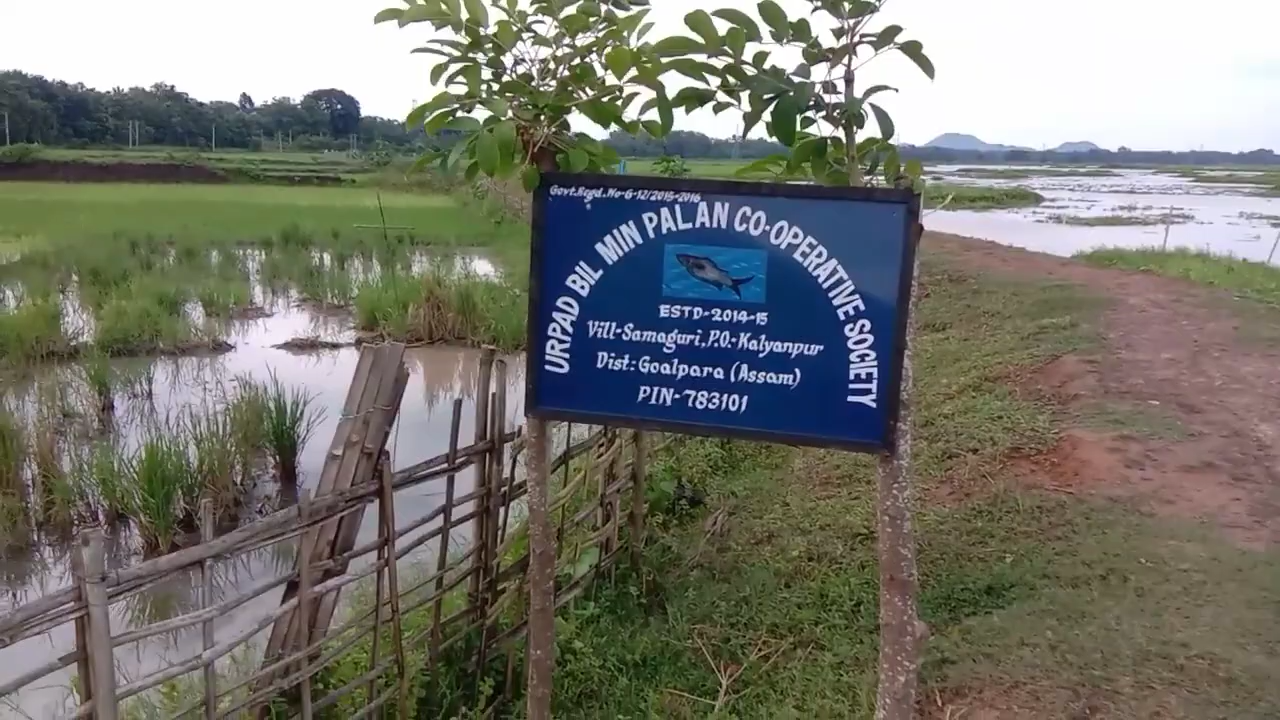 Govt.Regd.No-G-12/2015-2016
URPAD BIL MIN PALAN CO-OPERATIVE SOCIETY
ESTD-2014-15
Vill-Samaguri,P.O.-Kalyanpur
Dist:Goalpara (Assam)
PIN-783101